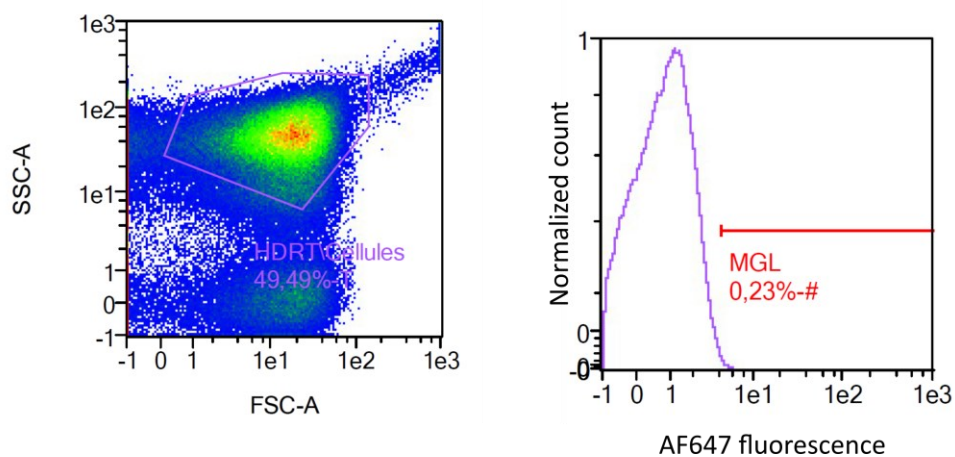 1e3
1e2
1e1
1
0
-1
SSC-A
HDRT\Cellules
49,49%-T
-1 0 1 1e1 1e2 1e3
FSC-A
1
0
-0
Normalized count
MGL
0,23%-#
-1 0 1 1e1 1e2 1e3
AF647 fluorescence